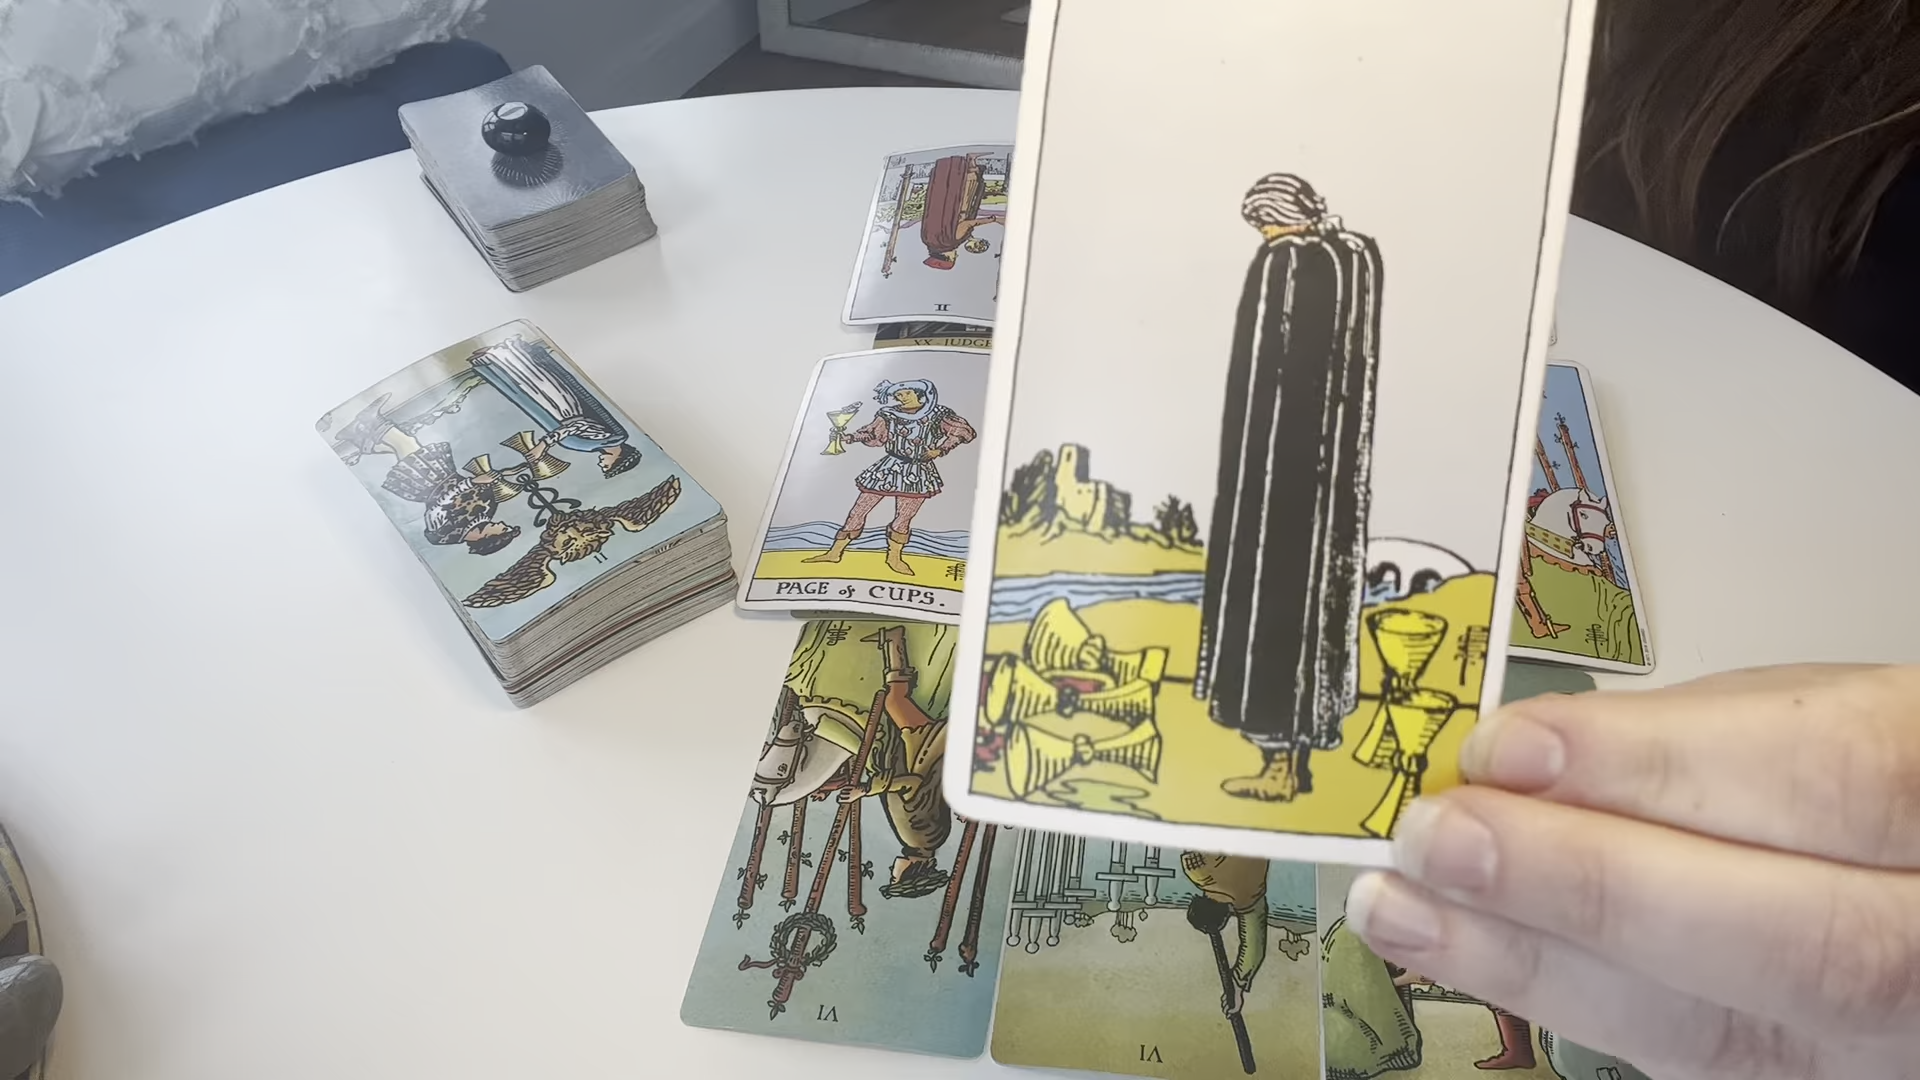 II
XX - JUDGE
PAGE of CUPS.
II
VI
VI